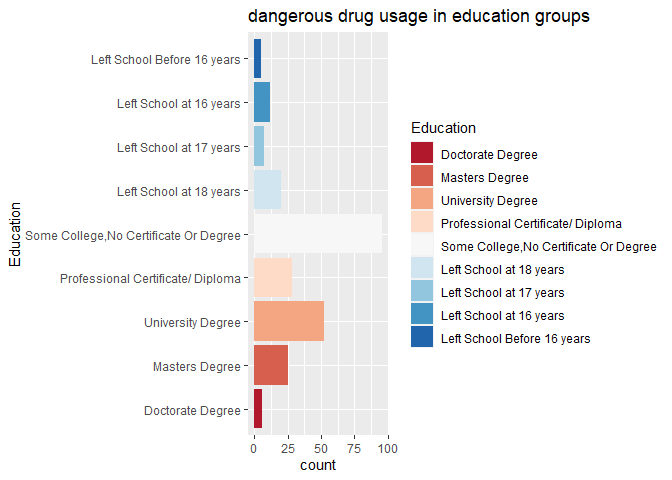 dangerous drug usage in education groups
Education
Left School Before 16 years
Left School at 16 years
Left School at 17 years
Left School at 18 years
Some College,No Certificate Or Degree
Professional Certificate/ Diploma
University Degree
Masters Degree
Doctorate Degree
0 25 50 75 100
count
Education
Doctorate Degree
Masters Degree
University Degree
Professional Certificate/ Diploma
Some College,No Certificate Or Degree
Left School at 18 years
Left School at 17 years
Left School at 16 years
Left School Before 16 years